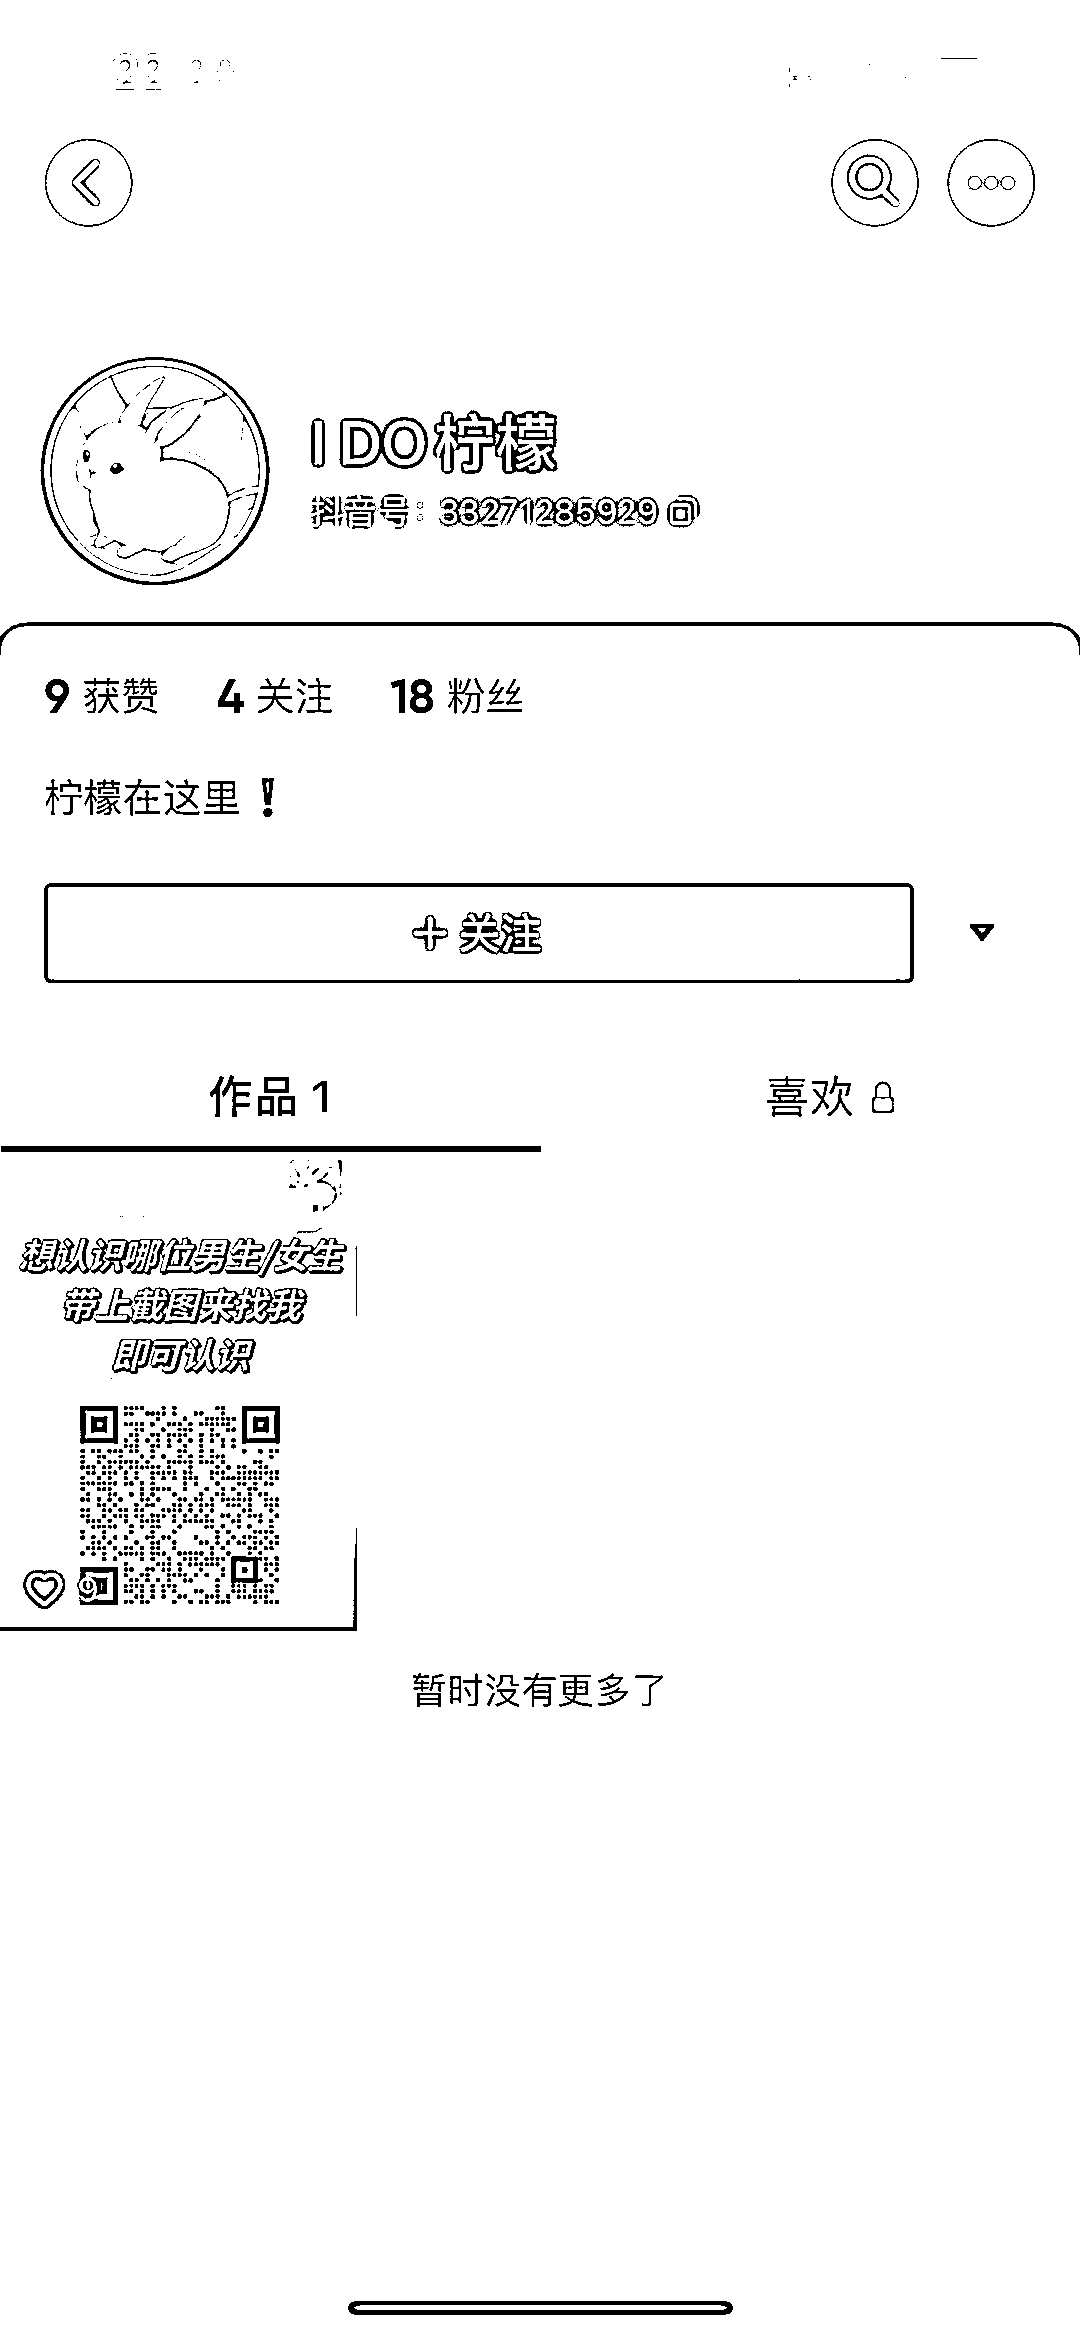 I DO柠檬
抖音号：33271285929
9 获赞 4 关注 18 粉丝
柠檬在这里❗
+ 关注
作品 1 喜欢
想认识哪位男生/女生
带上截图来找我
即可认识
9
暂时没有更多了